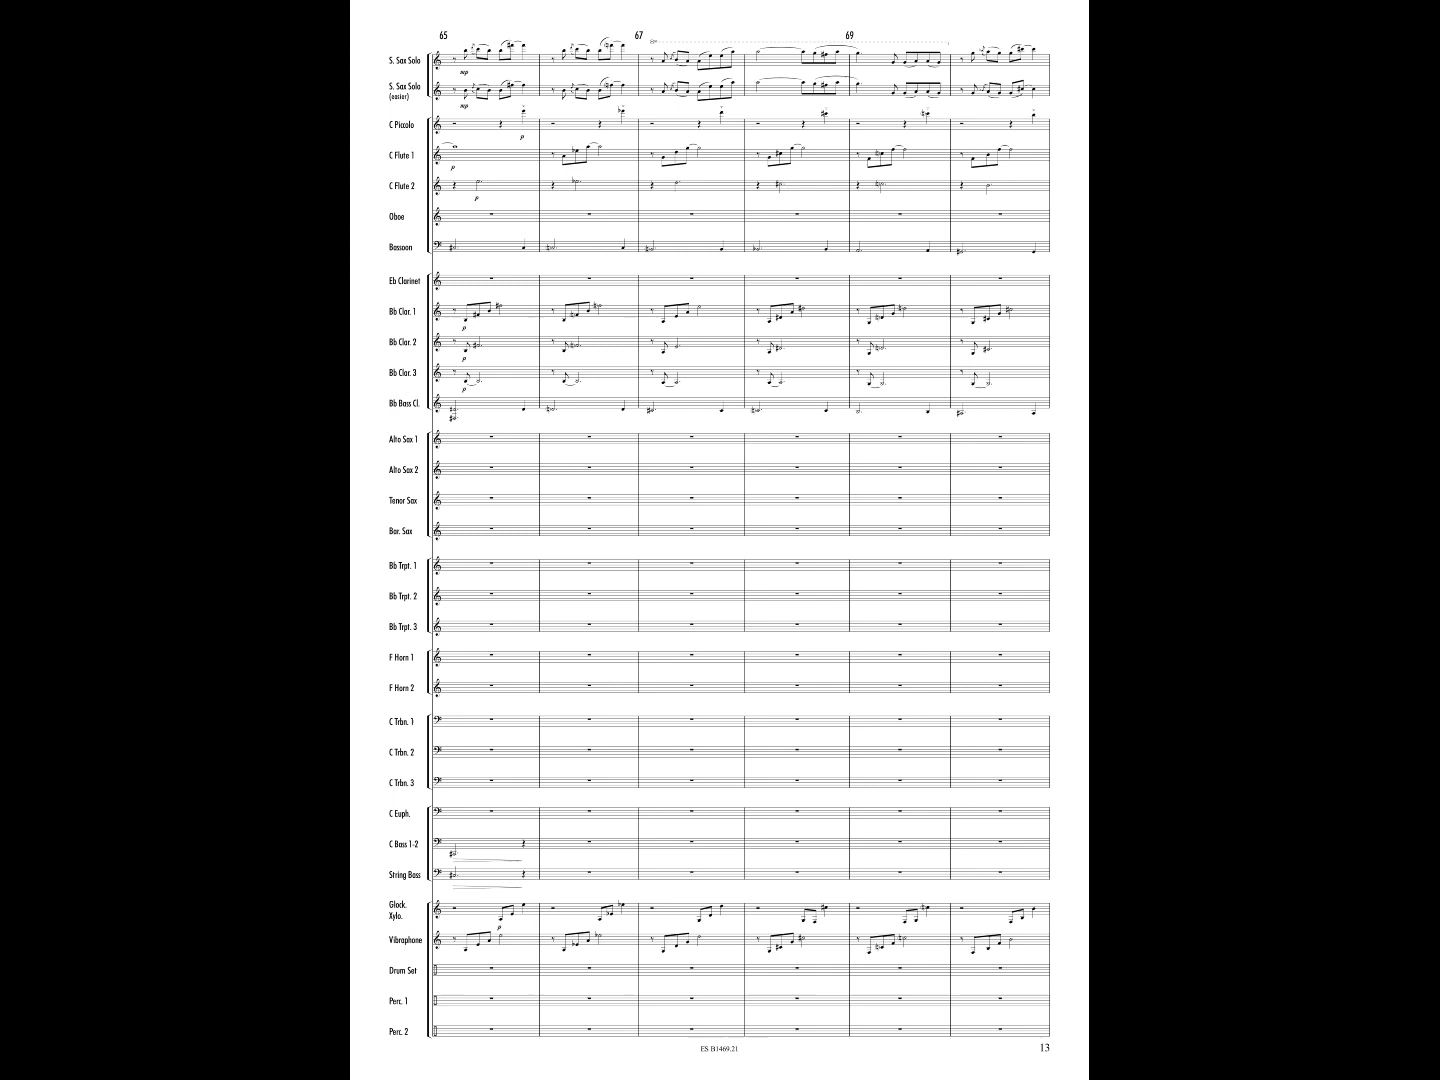 65 67 69
8va
S. Sax Solo
mp
S. Sax Solo
(easier)
mp
C Piccolo
p
C Flute 1
p
C Flute 2
p
Oboe
Bassoon
Eb Clarinet
Bb Clar. 1
p
Bb Clar. 2
p
Bb Clar. 3
p
Bb Bass Cl.
Alto Sax 1
Alto Sax 2
Tenor Sax
Bar. Sax
Bb Trpt. 1
Bb Trpt. 2
Bb Trpt. 3
F Horn 1
F Horn 2
C Trbn. 1
C Trbn. 2
C Trbn. 3
C Euph.
C Bass 1-2
String Bass
Glock.
Xylo.
p
Vibraphone
Drum Set
Perc. 1
Perc. 2
ES B1469.21
13